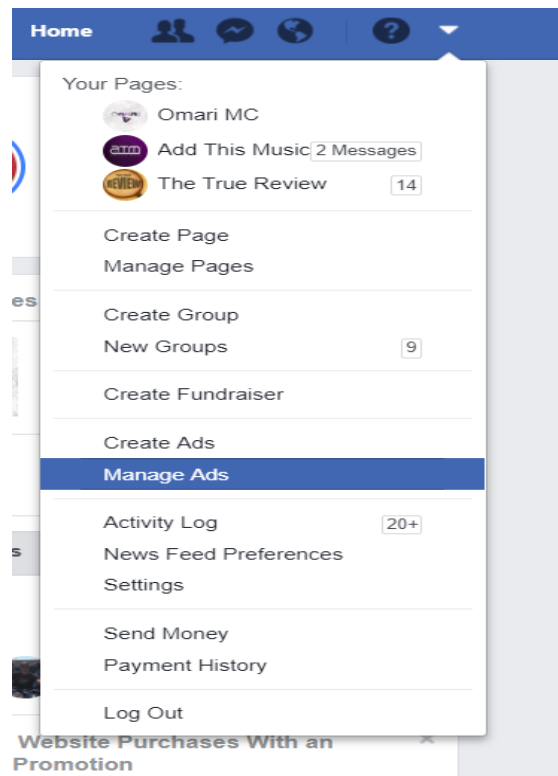 Home
?
Your Pages:
Omari MC
Add This Music 2 Messages
The True Review 14
Create Page
Manage Pages
es
Create Group
New Groups 9
Create Fundraiser
Create Ads
Manage Ads
Activity Log 20+
s
News Feed Preferences
Settings
Send Money
Payment History
Log Out
Website Purchases With an
Promotion